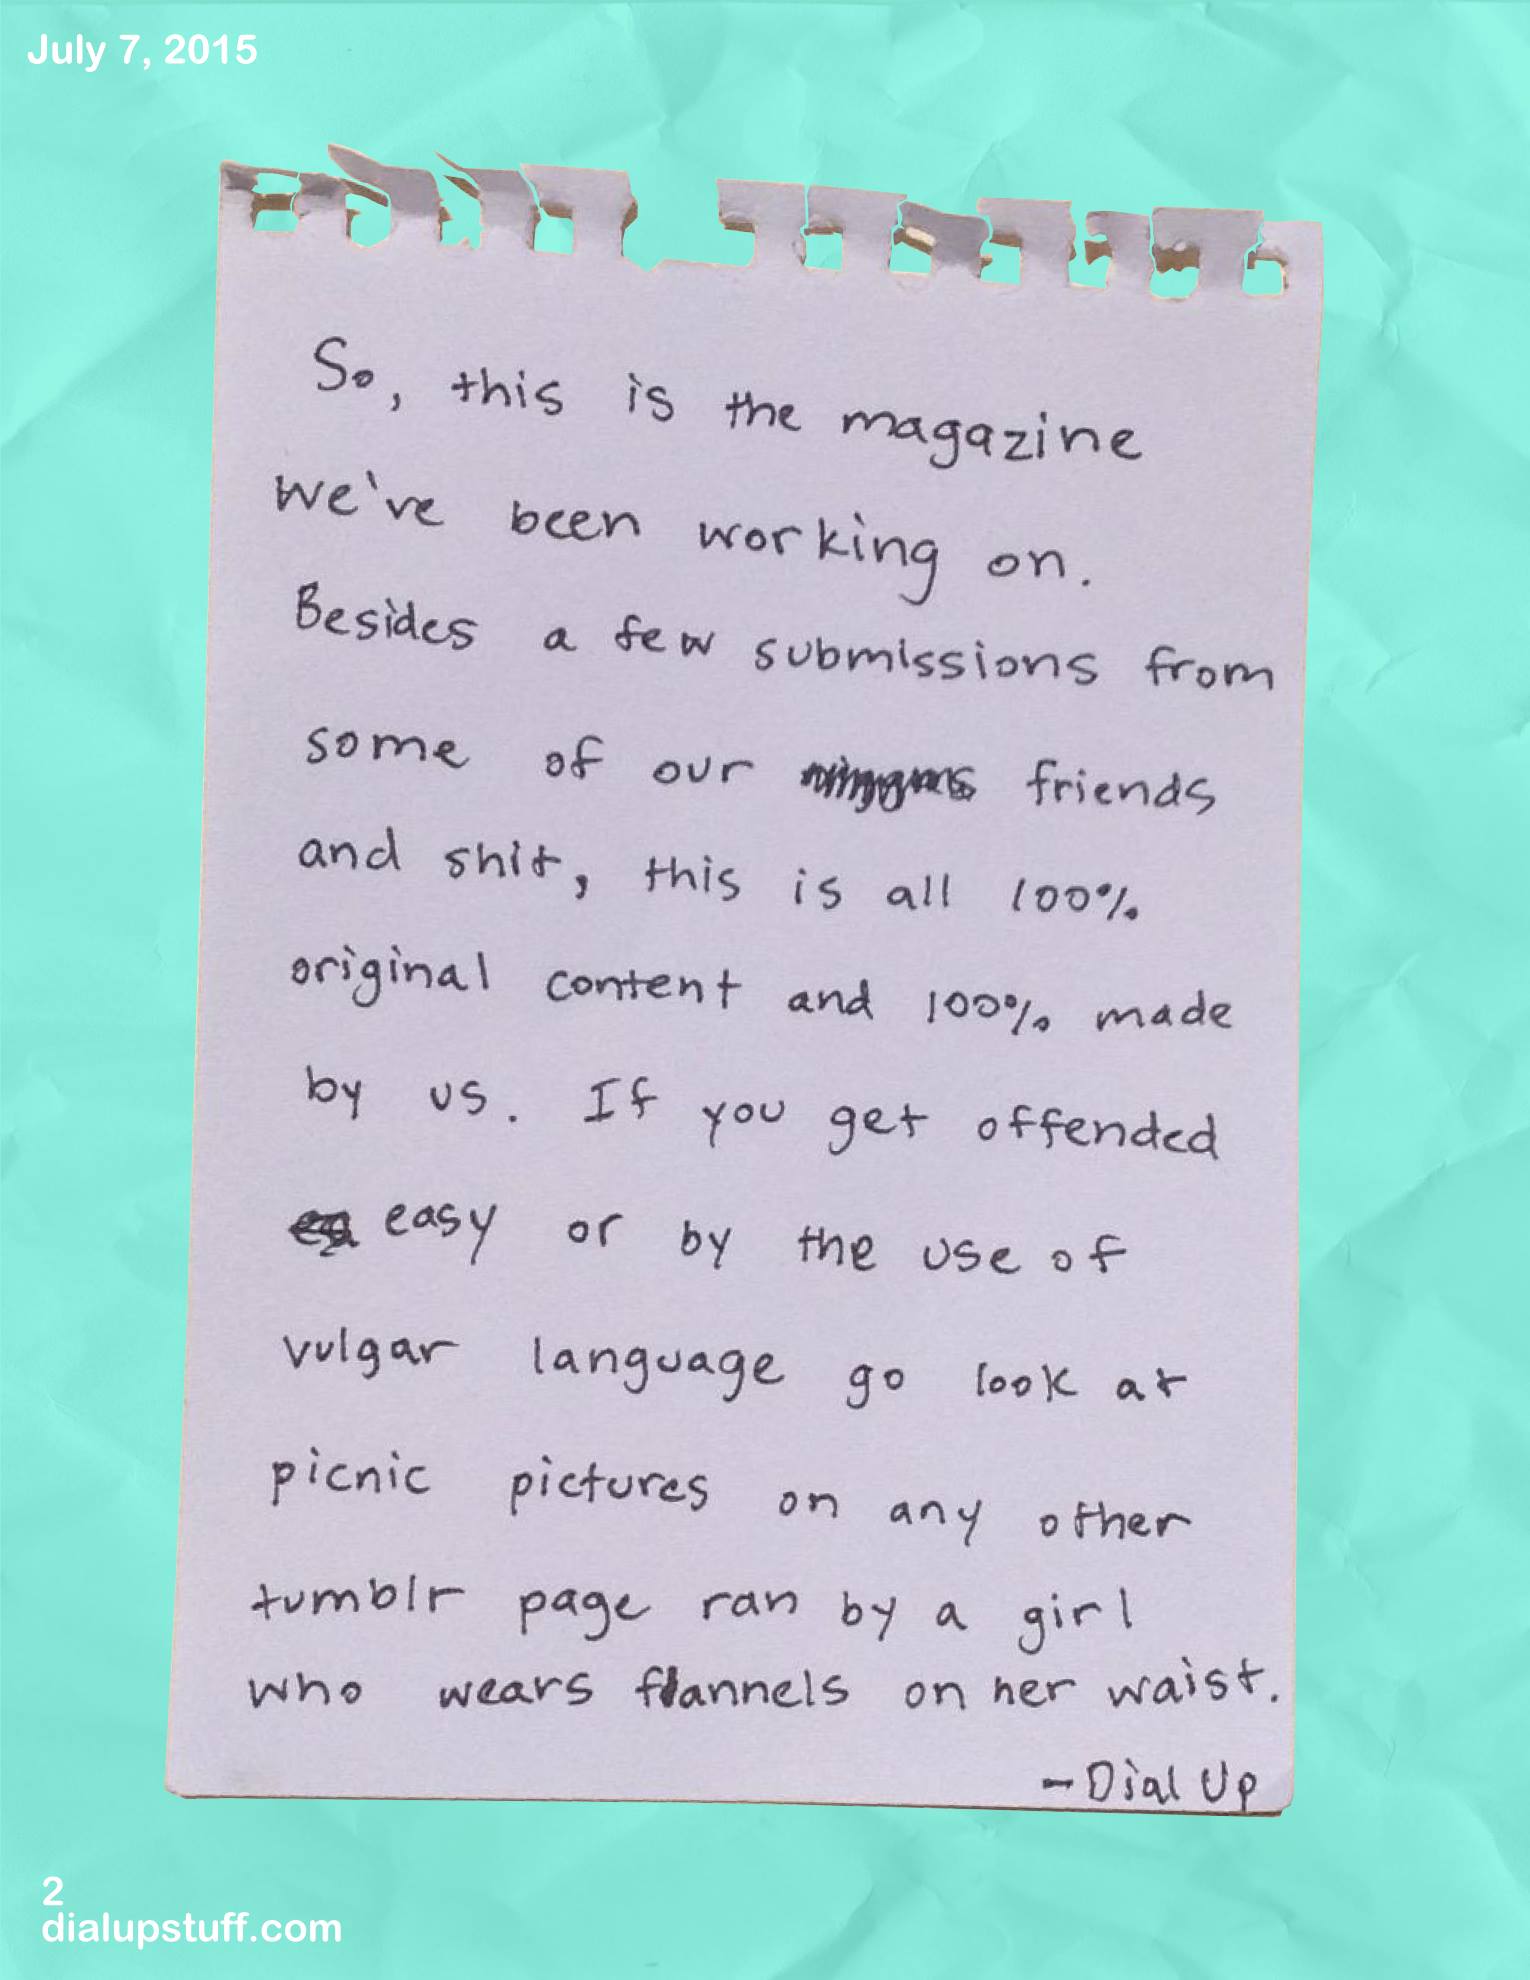 July 7, 2015
So, this is the magazine
we've been working on.
Besides a few submissions from
some of our friends
and shit, this is all 100%
original content and 100% made
by us. If you get offended
easy or by the use of
vulgar language go look at
picnic pictures on any other
tumblr page ran by a girl
who wears flannels on her waist.
- Dial Up
2
dialupstuff.com